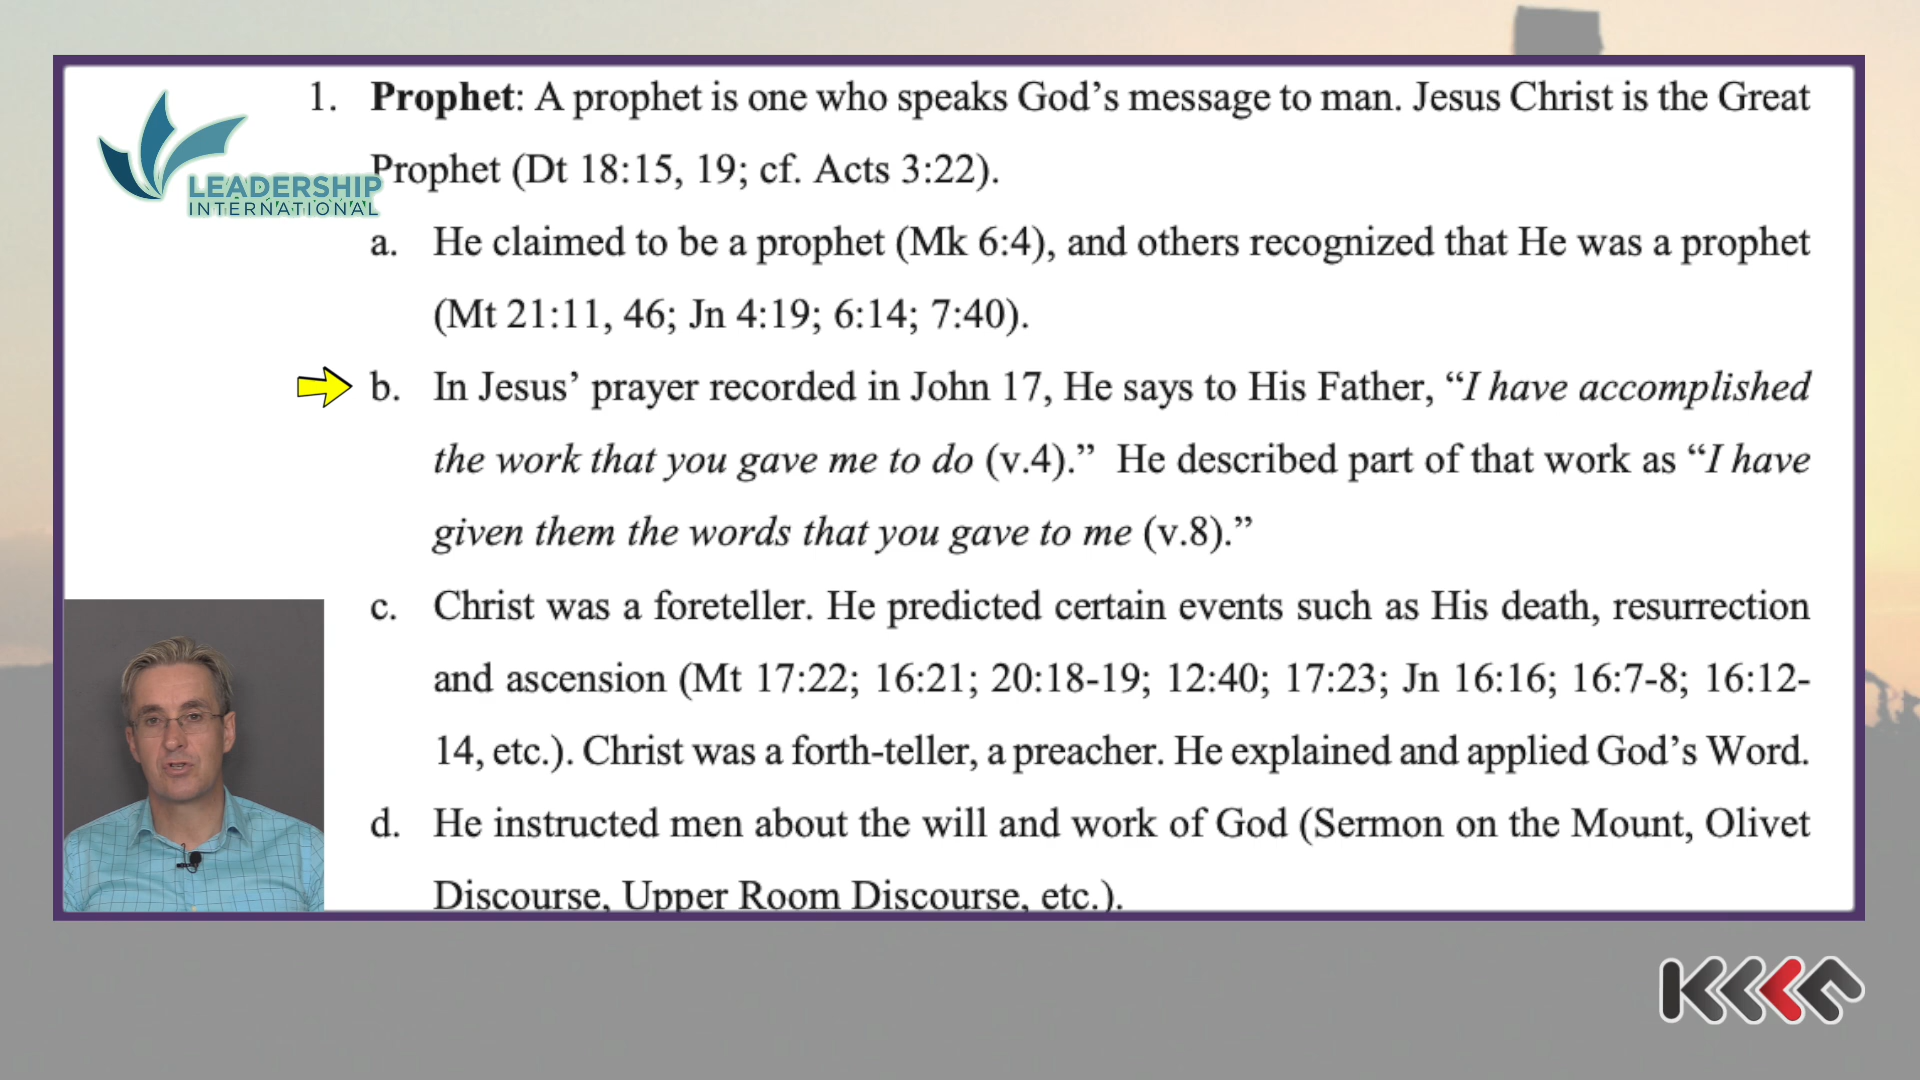 1. Prophet: A prophet is one who speaks God’s message to man. Jesus Christ is the Great
Prophet (Dt 18:15, 19; cf. Acts 3:22).
LEADERSHIP
INTERNATIONAL
a. He claimed to be a prophet (Mk 6:4), and others recognized that He was a prophet
(Mt 21:11, 46; Jn 4:19; 6:14; 7:40).
b. In Jesus’ prayer recorded in John 17, He says to His Father, “I have accomplished
the work that you gave me to do (v.4).” He described part of that work as “I have
given them the words that you gave to me (v.8).”
c. Christ was a foreteller. He predicted certain events such as His death, resurrection
and ascension (Mt 17:22; 16:21; 20:18-19; 12:40; 17:23; Jn 16:16; 16:7-8; 16:12-
14, etc.). Christ was a forth-teller, a preacher. He explained and applied God’s Word.
d. He instructed men about the will and work of God (Sermon on the Mount, Olivet
Discourse, Upper Room Discourse, etc.).